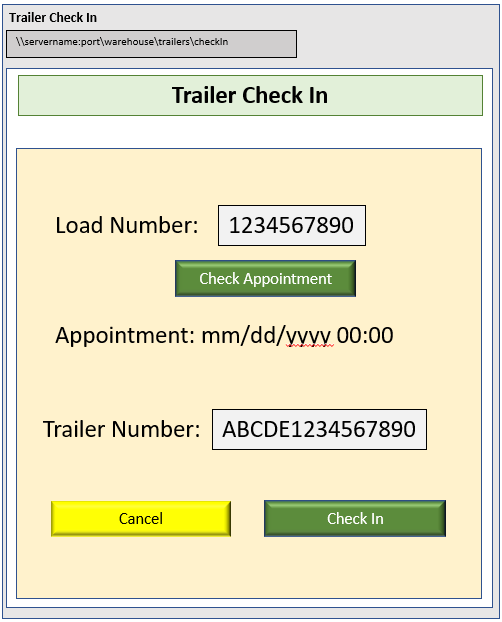 Trailer Check In
\\servername:port\warehouse\trailers\checkIn
Trailer Check In
Load Number: 1234567890
Check Appointment
Appointment: mm/dd/yyyy 00:00
Trailer Number: ABCDE1234567890
Cancel Check In